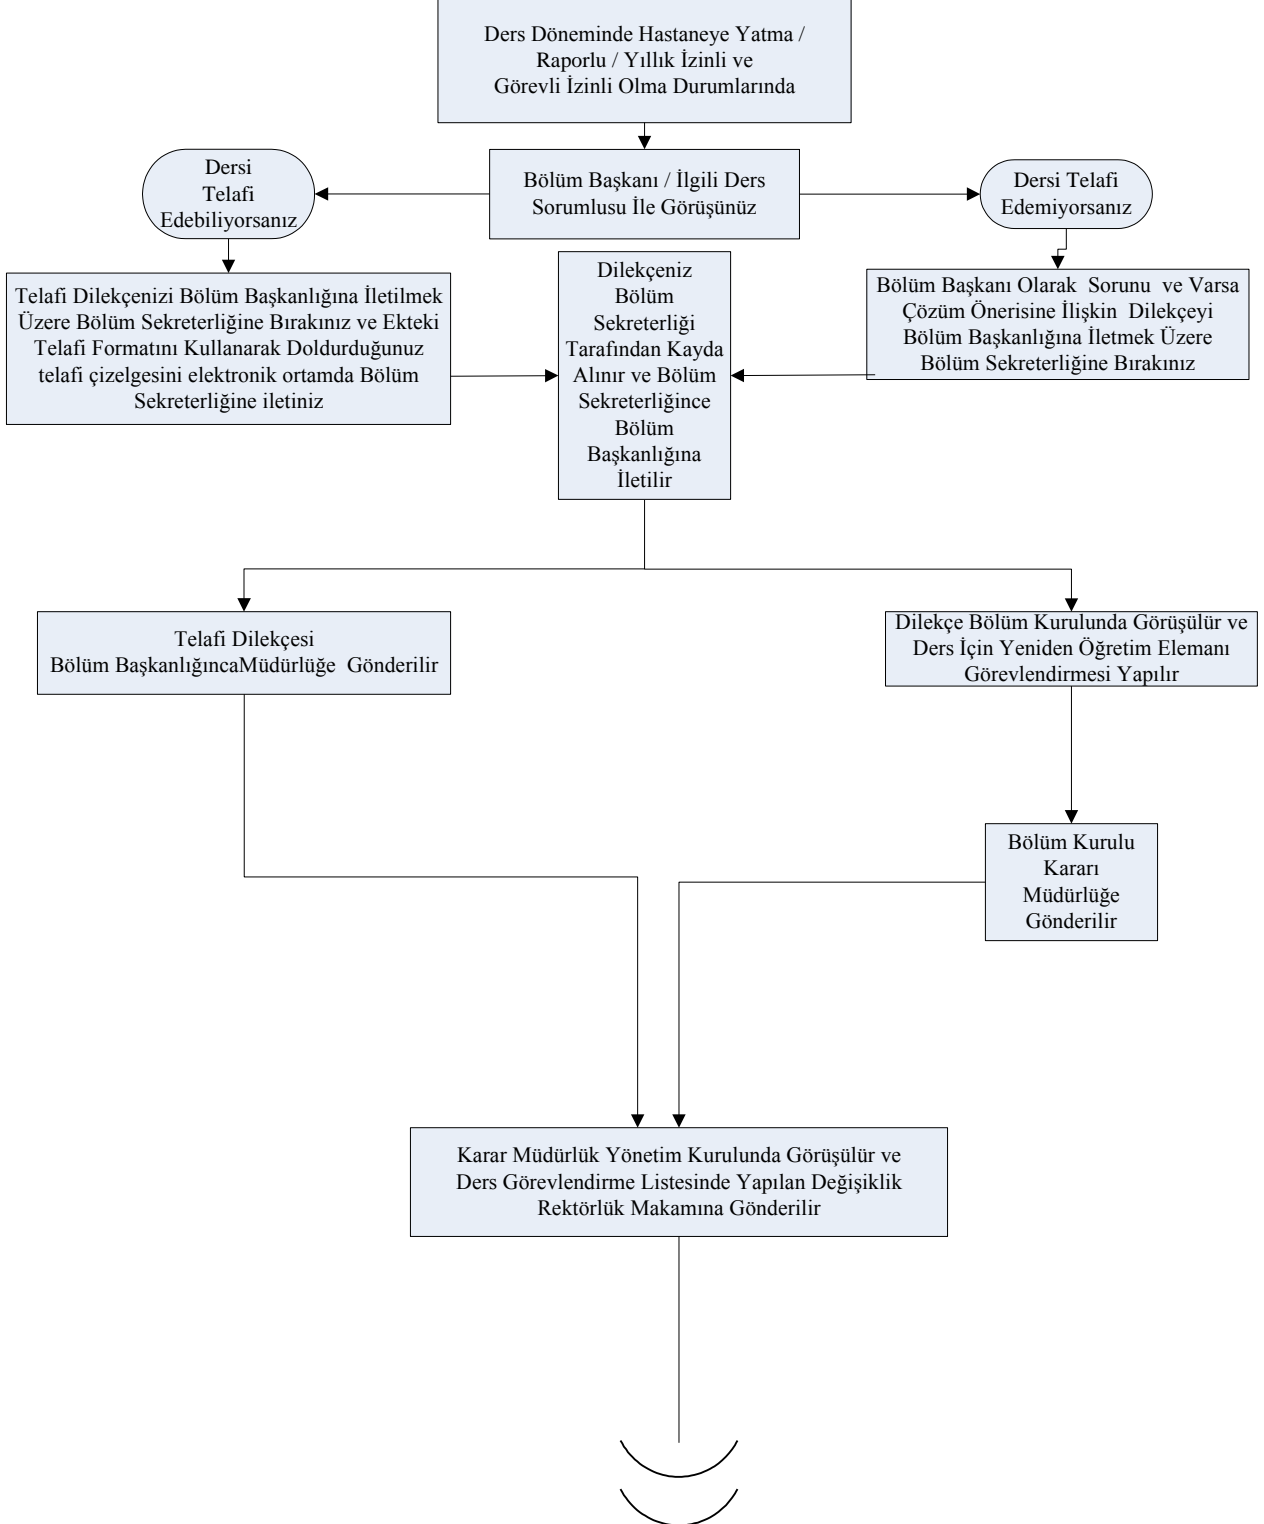 Ders Döneminde Hastaneye Yatma /
Raporlu / Yıllık İzinli ve
Görevli İzinli Olma Durumlarında
Bölüm Başkanı / İlgili Ders
Sorumlusu İle Görüşünüz
Dersi
Telafi
Edebiliyorsanız
Dersi Telafi
Edemiyorsanız
Telafi Dilekçenizi Bölüm Başkanlığına İletilmek
Üzere Bölüm Sekreterliğine Bırakınız ve Ekteki
Telafi Formatını Kullanarak Doldurduğunuz
telafi çizelgesini elektronik ortamda Bölüm
Sekreterliğine iletiniz
Dilekçeniz
Bölüm
Sekreterliği
Tarafından Kayda
Alınır ve Bölüm
Sekreterliğince
Bölüm
Başkanlığına
İletilir
Bölüm Başkanı Olarak  Sorunu  ve Varsa
Çözüm Önerisine İlişkin  Dilekçeyi
Bölüm Başkanlığına İletmek Üzere
Bölüm Sekreterliğine Bırakınız
Telafi Dilekçesi
Bölüm BaşkanlığıncaMüdürlüğe  Gönderilir
Dilekçe Bölüm Kurulunda Görüşülür ve
Ders İçin Yeniden Öğretim Elemanı
Görevlendirmesi Yapılır
Bölüm Kurulu
Kararı
Müdürlüğe
Gönderilir
Karar Müdürlük Yönetim Kurulunda Görüşülür ve
Ders Görevlendirme Listesinde Yapılan Değişiklik
Rektörlük Makamına Gönderilir